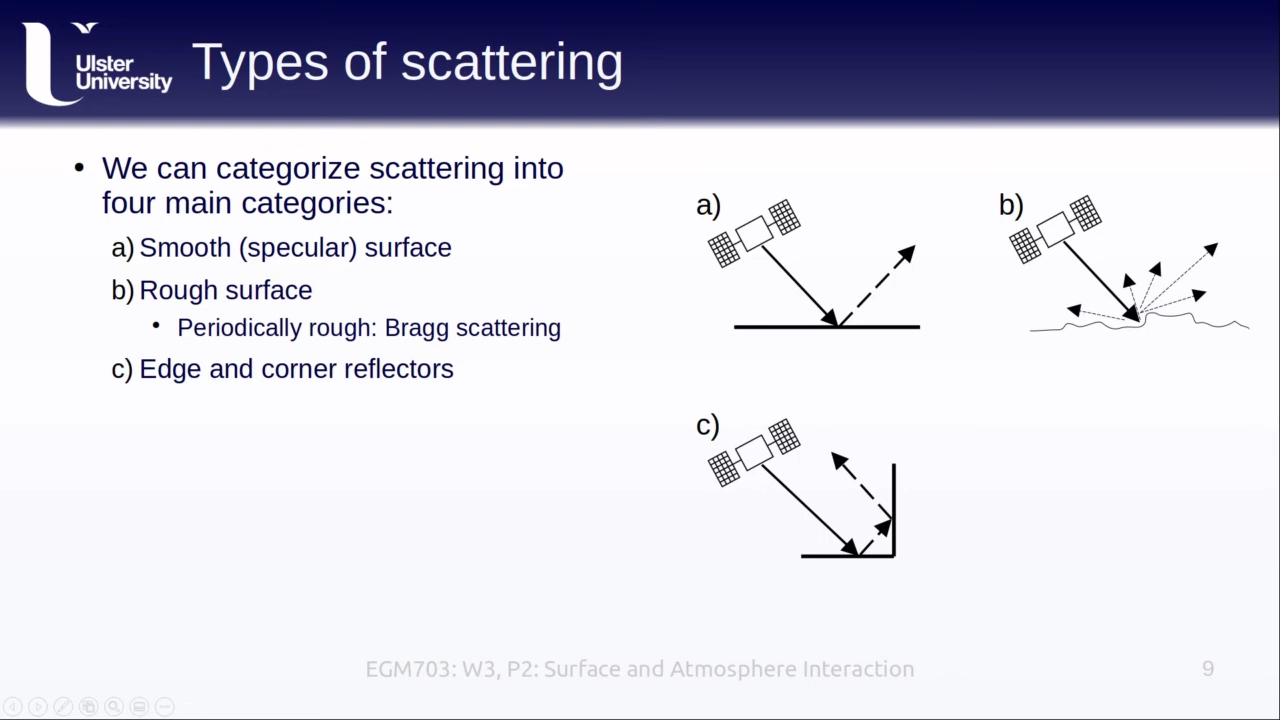 Ulster
University
Types of scattering
• We can categorize scattering into
four main categories:
a) Smooth (specular) surface
b) Rough surface
• Periodically rough: Bragg scattering
c) Edge and corner reflectors
a)
b)
c)
EGM703: W3, P2: Surface and Atmosphere Interaction
9